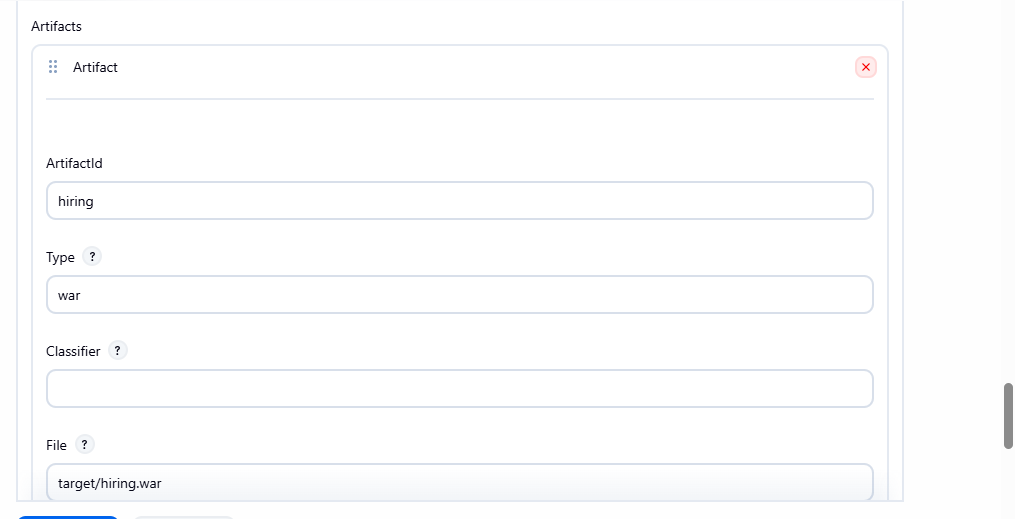 Artifacts
Artifact
ArtifactId
hiring
Type ?
war
Classifier ?
File ?
target/hiring.war